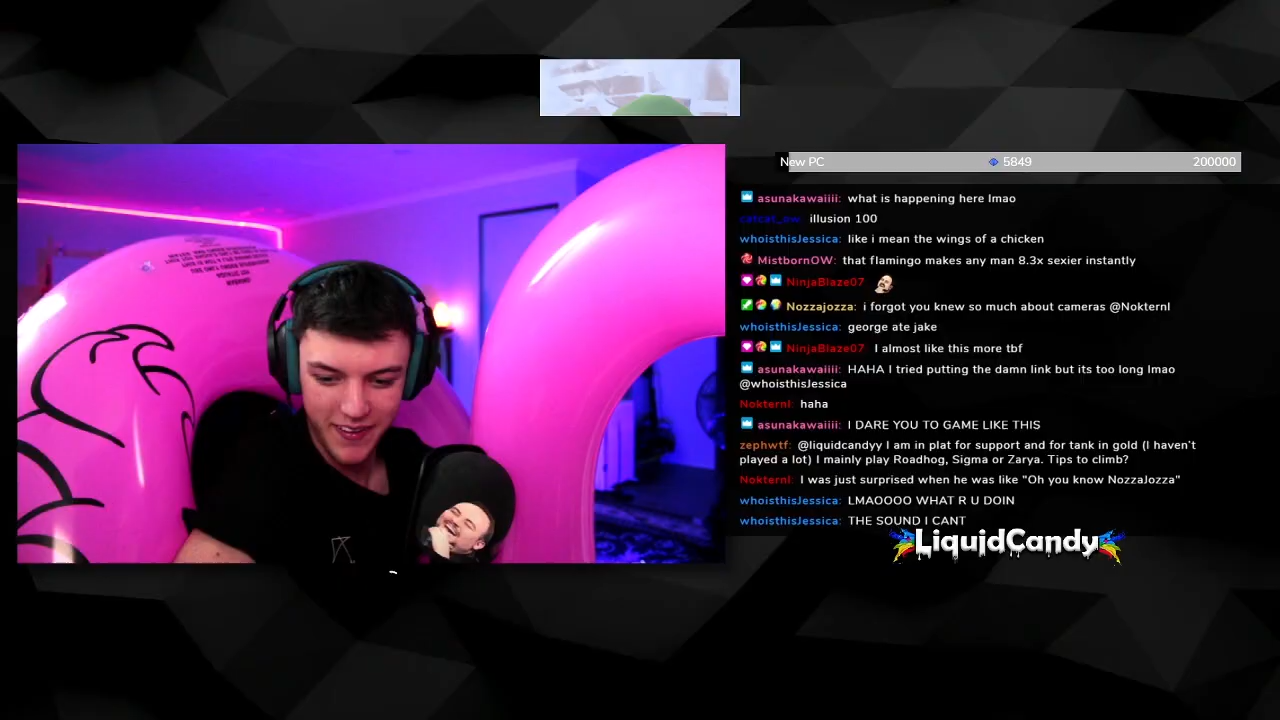 New PC 5849 200000
asunakawaiiii: what is happening here lmao
catcat_ow: illusion 100
whoisthisJessica: like i mean the wings of a chicken
MistbornOW: that flamingo makes any man 8.3x sexier instantly
NinjaBlaze07
Nozzajozza: i forgot you knew so much about cameras @Nokternl
whoisthisJessica: george ate jake
NinjaBlaze07 I almost like this more tbf
asunakawaiiii: HAHA I tried putting the damn link but its too long lmao
@whoisthisJessica
Nokternl: haha
asunakawaiiii: I DARE YOU TO GAME LIKE THIS
zephwtf: @liquidcandyy I am in plat for support and for tank in gold (I haven't
played a lot) I mainly play Roadhog, Sigma or Zarya. Tips to climb?
Nokternl: I was just surprised when he was like "Oh you know NozzaJozza"
whoisthisJessica: LMAOOOO WHAT R U DOIN
whoisthisJessica: THE SOUND I CANT
LiquidCandy